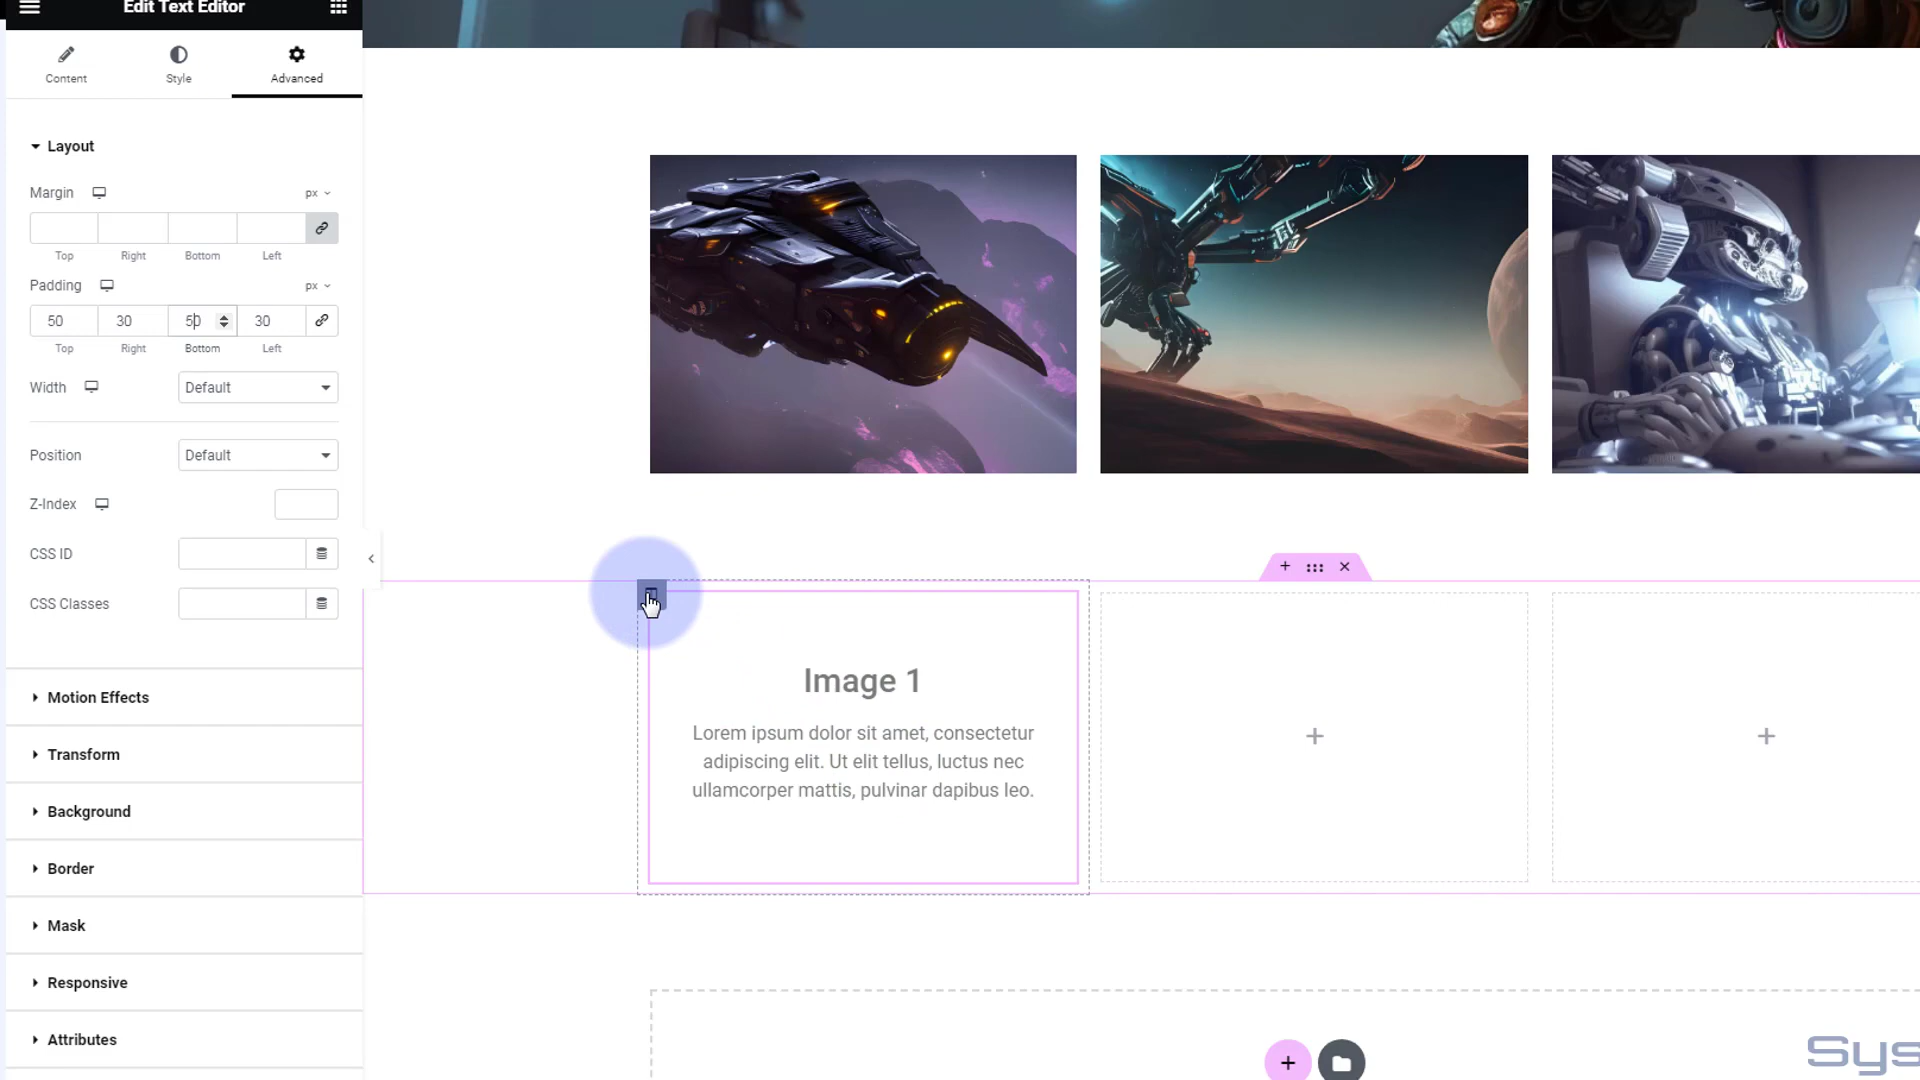 Edit Text Editor
Content
Style
Advanced
Layout
Margin
px
Top
Right
Bottom
Left
Padding
px
50
30
50
30
Top
Right
Bottom
Left
Width
Default
Position
Default
Z-Index
CSS ID
CSS Classes
Motion Effects
Transform
Background
Border
Mask
Responsive
Attributes
Image 1
Lorem ipsum dolor sit amet, consectetur
adipiscing elit. Ut elit tellus, luctus nec
ullamcorper mattis, pulvinar dapibus leo.
Sys